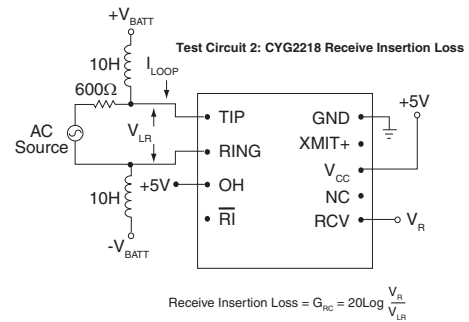 +V_BATT
Test Circuit 2: CYG2218 Receive Insertion Loss
10H
I_LOOP
600Ω
+5V
AC
Source
V_LR
TIP
GND
XMIT+
RING
V_CC
+5V
OH
NC
10H
R̅I̅
RCV
V_R
-V_BATT
Receive Insertion Loss = G_RC = 20Log V_R / V_LR